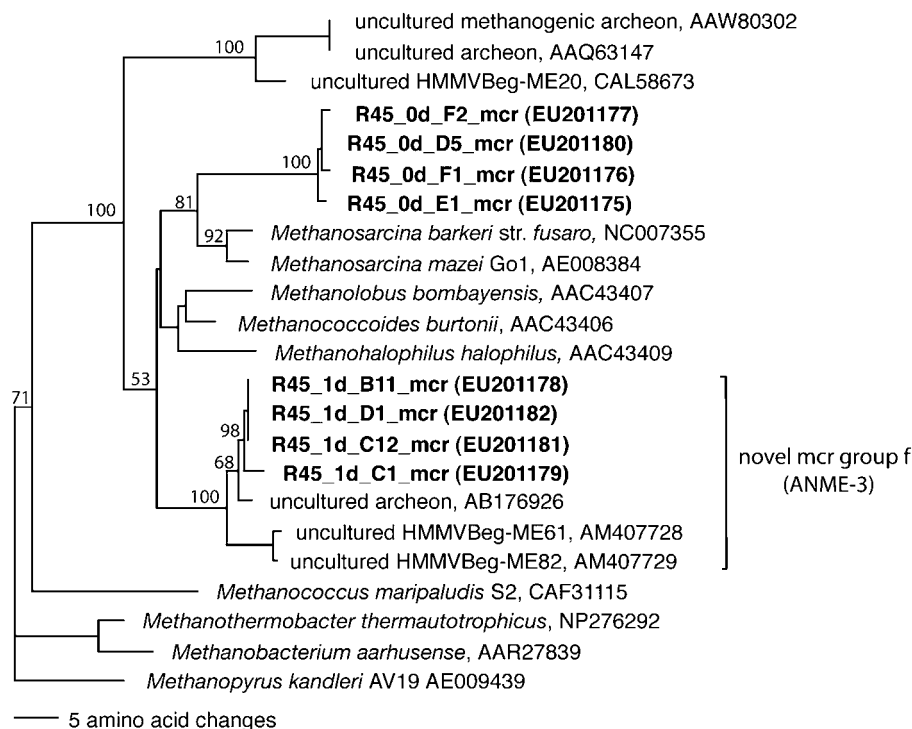 uncultured methanogenic archeon, AAW80302
100
uncultured archeon, AAQ63147
uncultured HMMVBeg-ME20, CAL58673
R45_0d_F2_mcr (EU201177)
R45_0d_D5_mcr (EU201180)
100
R45_0d_F1_mcr (EU201176)
81
R45_0d_E1_mcr (EU201175)
100
92
Methanosarcina barkeri str. fusaro, NC007355
Methanosarcina mazei Go1, AE008384
Methanolobus bombayensis, AAC43407
Methanococcoides burtonii, AAC43406
Methanohalophilus halophilus, AAC43409
53
R45_1d_B11_mcr (EU201178)
71
R45_1d_D1_mcr (EU201182)
98
R45_1d_C12_mcr (EU201181)
68
R45_1d_C1_mcr (EU201179)
novel mcr group f
(ANME-3)
100
uncultured archeon, AB176926
uncultured HMMVBeg-ME61, AM407728
uncultured HMMVBeg-ME82, AM407729
Methanococcus maripaludis S2, CAF31115
Methanothermobacter thermautotrophicus, NP276292
Methanobacterium aarhusense, AAR27839
Methanopyrus kandleri AV19 AE009439
5 amino acid changes